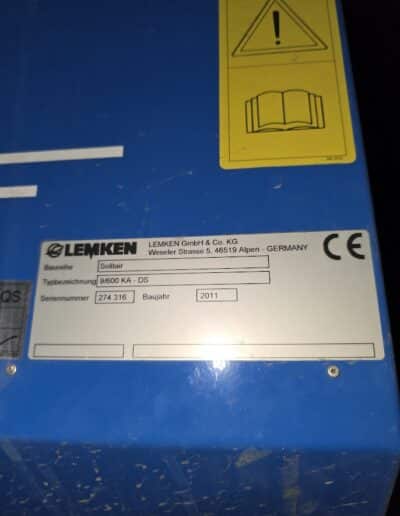 LEMKEN
LEMKEN GmbH & Co. KG
Weseler Strasse 5, 46519 Alpen - GERMANY
CE
Baureihe Solitair
Typbezeichnung 9/600 KA - DS
Seriennummer 274 316 Baujahr 2011
QS